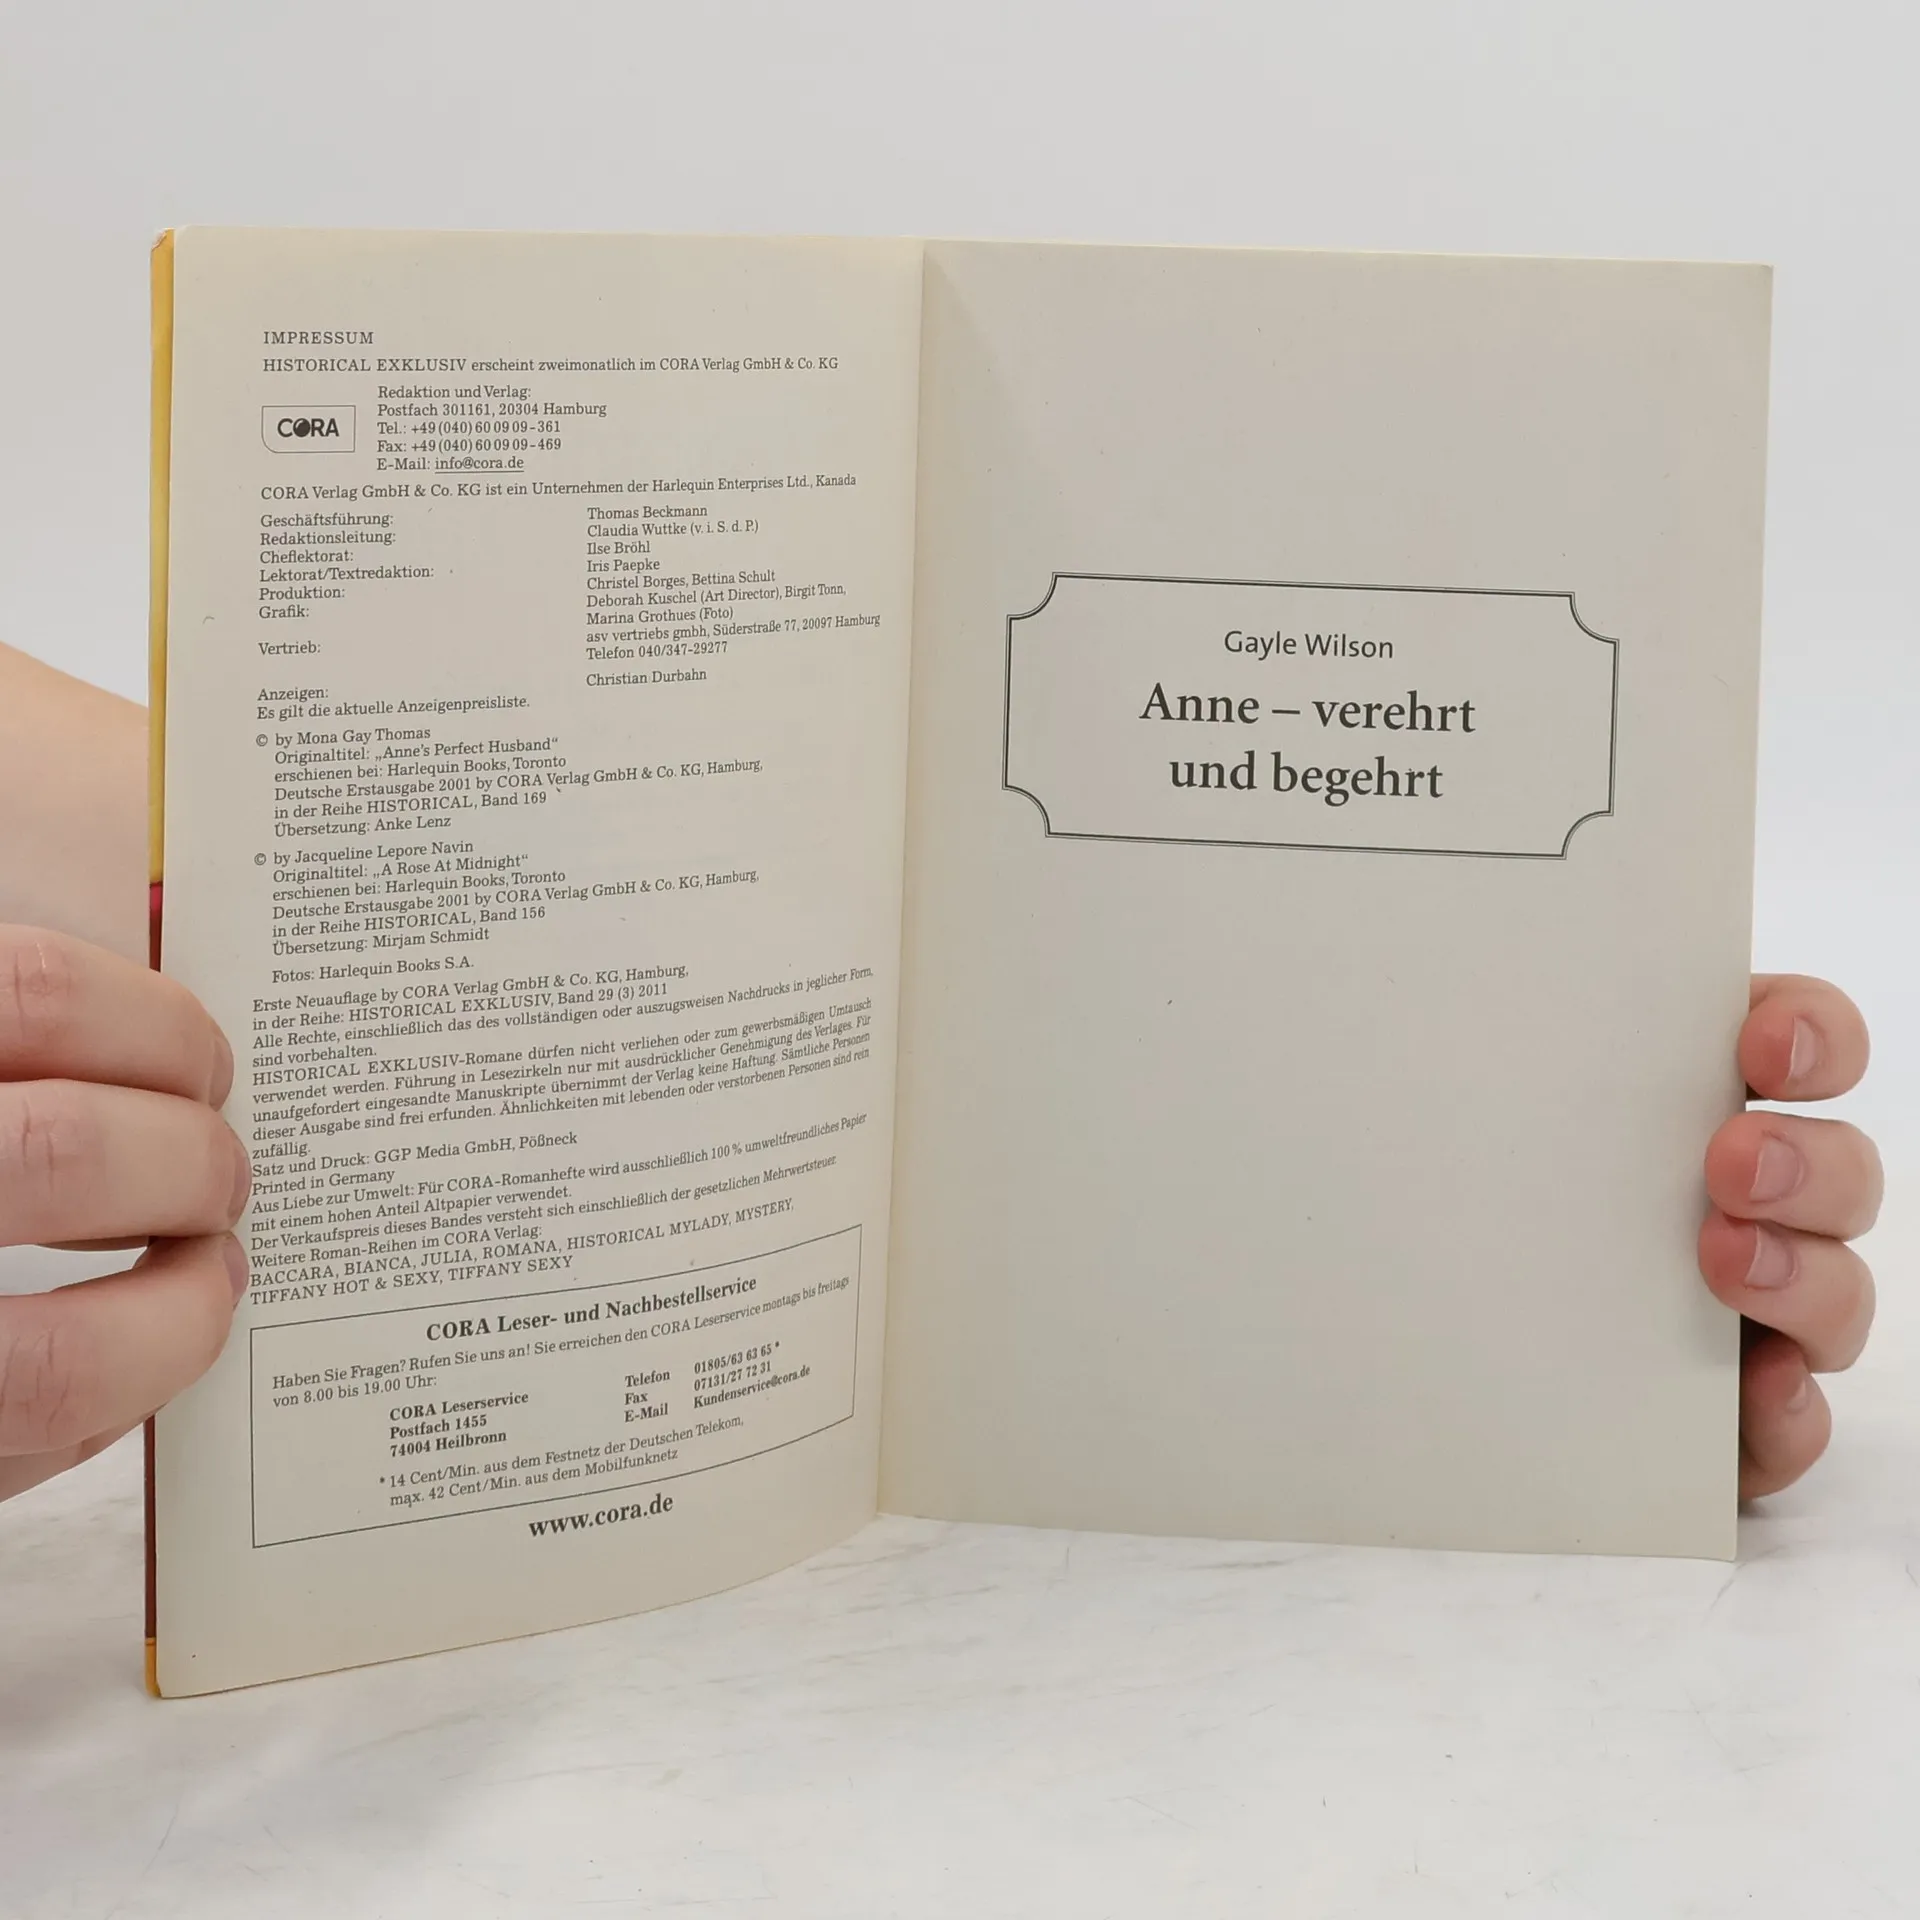 IMPRESSUM
HISTORICAL EXKLUSIV erscheint zweimonatlich im CORA Verlag GmbH & Co. KG
CORA
Redaktion und Verlag:
Postfach 301161, 20304 Hamburg
Tel.: +49 (040) 60 09 09-361
Fax: +49 (040) 60 09 09-469
E-Mail: info@cora.de
CORA Verlag GmbH & Co. KG ist ein Unternehmen der Harlequin Enterprises Ltd., Kanada
Geschäftsführung: Thomas Beckmann
Redaktionsleitung: Claudia Wuttke (v. i. S. d. P.)
Cheflektorat: Ilse Bröhl
Lektorat/Textredaktion: Iris Paepke
Produktion: Christel Borges, Bettina Schult
Grafik: Deborah Kuschel (Art Director), Birgit Tonn,
Marina Grothues (Foto)
Vertrieb: asv vertriebs gmbh, Süderstraße 77, 20097 Hamburg
Telefon 040/347-29277
Anzeigen: Christian Durbahn
Es gilt die aktuelle Anzeigenpreisliste.
© by Mona Gay Thomas
Originaltitel: „Anne's Perfect Husband“
erschienen bei: Harlequin Books, Toronto
Deutsche Erstausgabe 2001 by CORA Verlag GmbH & Co. KG, Hamburg,
in der Reihe HISTORICAL, Band 169
Übersetzung: Anke Lenz
© by Jacqueline Lepore Navin
Originaltitel: „A Rose At Midnight“
erschienen bei: Harlequin Books, Toronto
Deutsche Erstausgabe 2001 by CORA Verlag GmbH & Co. KG, Hamburg,
in der Reihe HISTORICAL, Band 156
Übersetzung: Mirjam Schmidt
Fotos: Harlequin Books S.A.
Erste Neuauflage by CORA Verlag GmbH & Co. KG, Hamburg,
in der Reihe: HISTORICAL EXKLUSIV, Band 29 (3) 2011
Alle Rechte, einschließlich das des vollständigen oder auszugsweisen Nachdrucks in jeglicher Form,
sind vorbehalten.
HISTORICAL EXKLUSIV-Romane dürfen nicht verliehen oder zum gewerbsmäßigen Umtausch
verwendet werden. Führung in Lesezirkeln nur mit ausdrücklicher Genehmigung des Verlages. Für
unaufgefordert eingesandte Manuskripte übernimmt der Verlag keine Haftung. Sämtliche Personen
dieser Ausgabe sind frei erfunden. Ähnlichkeiten mit lebenden oder verstorbenen Personen sind rein
zufällig.
Satz und Druck: GGP Media GmbH, Pößneck
Printed in Germany
Aus Liebe zur Umwelt: Für CORA-Romanhefte wird ausschließlich 100 % umweltfreundliches Papier
mit einem hohen Anteil Altpapier verwendet.
Der Verkaufspreis dieses Bandes versteht sich einschließlich der gesetzlichen Mehrwertsteuer.
Weitere Roman-Reihen im CORA Verlag:
BACCARA, BIANCA, JULIA, ROMANA, HISTORICAL MYLADY, MYSTERY,
TIFFANY HOT & SEXY, TIFFANY SEXY
CORA Leser- und Nachbestellservice
Haben Sie Fragen? Rufen Sie uns an! Sie erreichen den CORA Leserservice montags bis freitags
von 8.00 bis 19.00 Uhr:
CORA Leserservice
Postfach 1455
74004 Heilbronn
Telefon 01805/63 63 65 *
Fax 07131/27 72 31
E-Mail Kundenservice@cora.de
* 14 Cent/Min. aus dem Festnetz der Deutschen Telekom,
max. 42 Cent/Min. aus dem Mobilfunknetz
www.cora.de
Gayle Wilson
Anne – verehrt
und begehrt